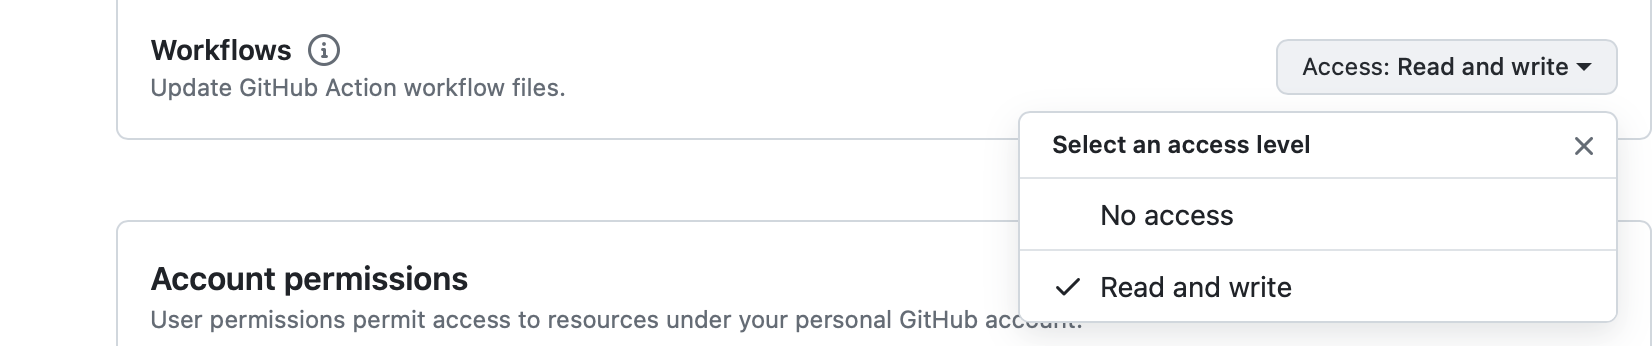 Workflows
Update GitHub Action workflow files.
Access: Read and write
Select an access level
No access
Read and write
Account permissions
User permissions permit access to resources under your personal GitHub account.